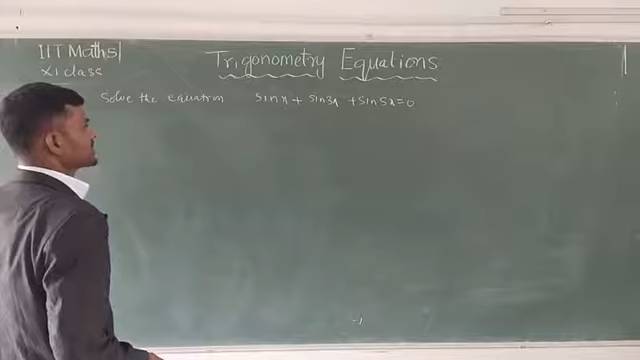 IIT Maths
XI class
Trigonometry Equations
Solve the equation sinx + sin3x + sin5x = 0